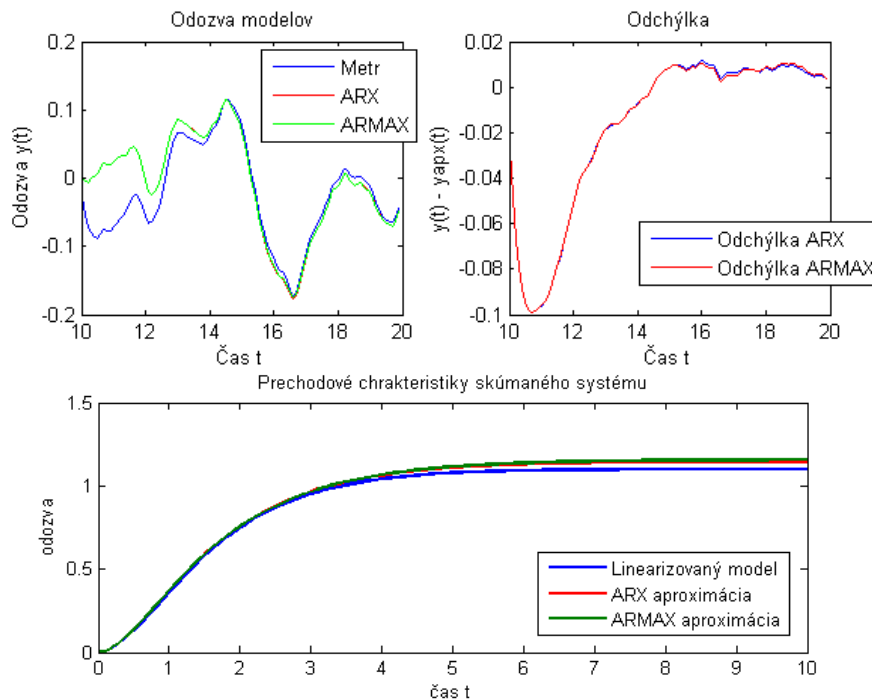 Odozva modelov
0.2
0.1
0
-0.1
-0.2
Odozva y(t)
Metr
ARX
ARMAX
10 12 14 16 18 20
Čas t
Odchýlka
0.02
0
-0.02
-0.04
-0.06
-0.08
-0.1
y(t) - yapx(t)
Odchýlka ARX
Odchýlka ARMAX
10 12 14 16 18 20
Čas t
Prechodové chrakteristiky skúmaného systému
1.5
1
0.5
0
odozva
Linearizovaný model
ARX aproximácia
ARMAX aproximácia
0 1 2 3 4 5 6 7 8 9 10
čas t